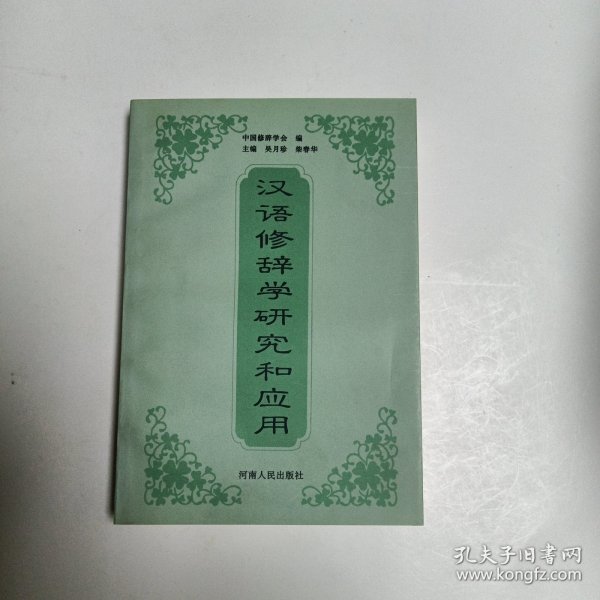 中国修辞学会 编
主编 吴月珍 柴春华
汉语修辞学研究和应用
河南人民出版社
孔夫子旧书网
www.kongfz.com